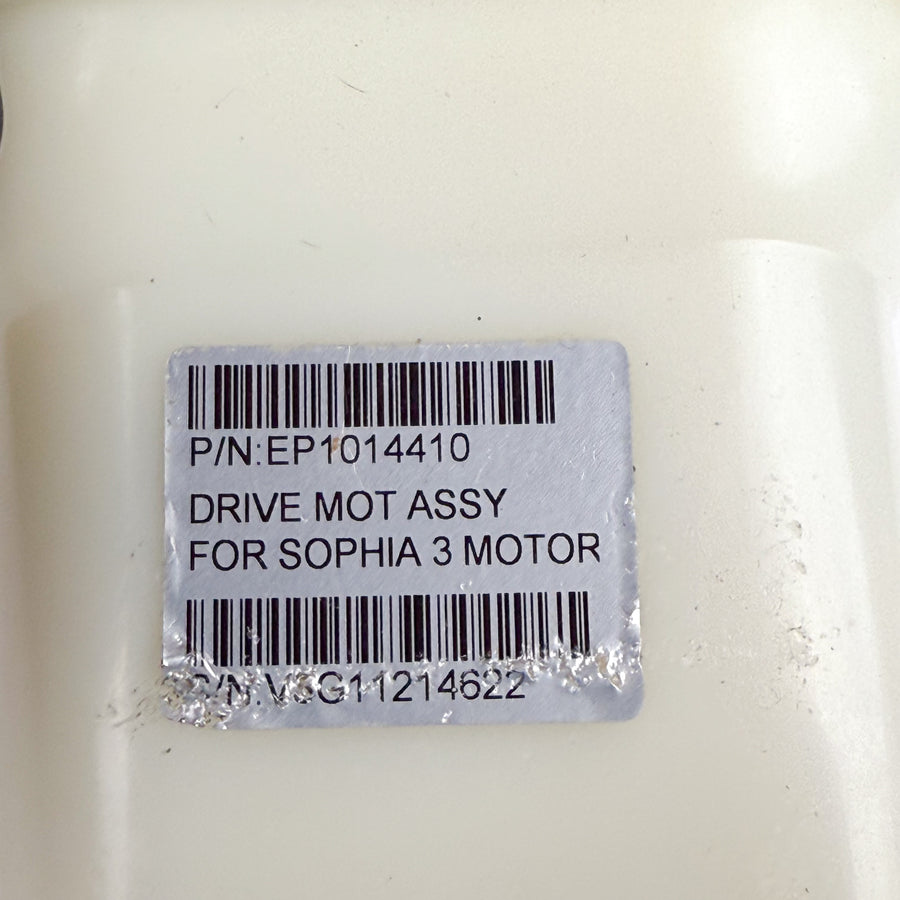 P/N:EP1014410
DRIVE MOT ASSY
FOR SOPHIA 3 MOTOR